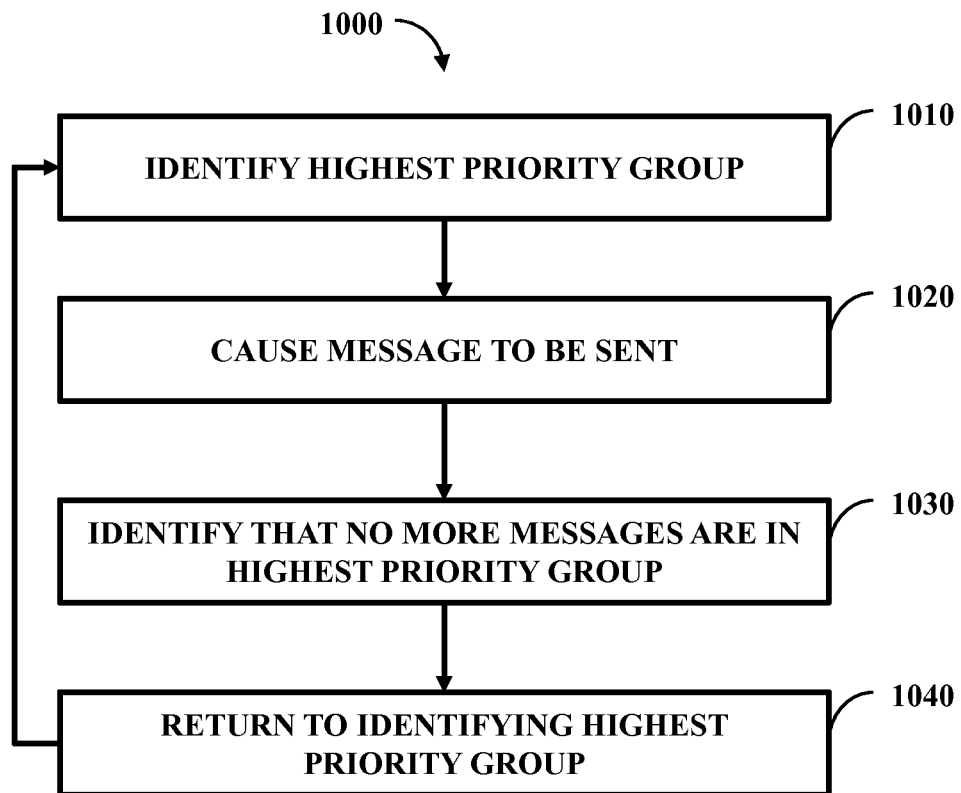 1000
1010
IDENTIFY HIGHEST PRIORITY GROUP
1020
CAUSE MESSAGE TO BE SENT
1030
IDENTIFY THAT NO MORE MESSAGES ARE IN
HIGHEST PRIORITY GROUP
1040
RETURN TO IDENTIFYING HIGHEST
PRIORITY GROUP